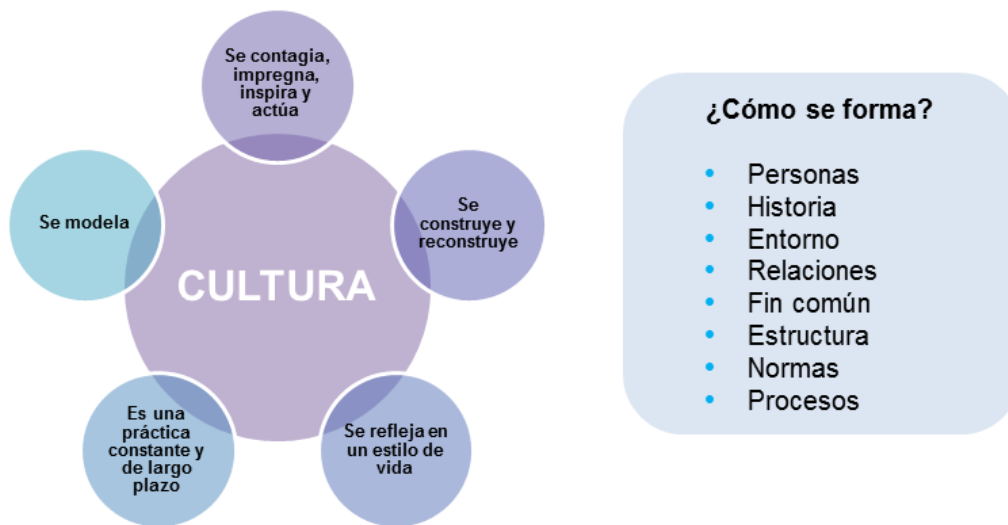 Se contagia,
impregna,
inspira y
actúa
Se modela
Se
construye y
reconstruye
CULTURA
Es una
práctica
constante y
de largo
plazo
Se refleja en
un estilo de
vida
¿Cómo se forma?
• Personas
• Historia
• Entorno
• Relaciones
• Fin común
• Estructura
• Normas
• Procesos